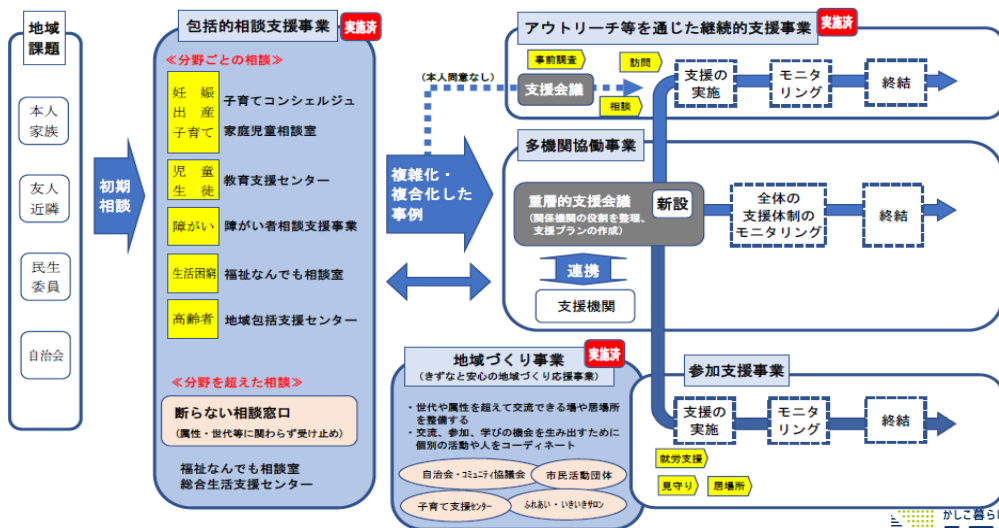 地域
課題
本人
家族
友人
近隣
民生
委員
自治会
初期
相談
包括的相談支援事業
実施済
≪分野ごとの相談≫
妊娠
出産
子育て
子育てコンシェルジュ
家庭児童相談室
児童
生徒
教育支援センター
障がい
障がい者相談支援事業
生活困窮
福祉なんでも相談室
高齢者
地域包括支援センター
≪分野を超えた相談≫
断らない相談窓口
(属性・世代等に関わらず受け止め)
福祉なんでも相談室
総合生活支援センター
複雑化・
複合化した
事例
(本人同意なし)
アウトリーチ等を通じた継続的支援事業
実施済
事前調査
訪問
支援会議
相談
支援の
実施
モニ
タリング
終結
多機関協働事業
重層的支援会議
(関係機関の役割を整理、
支援プランの作成)
新設
全体の
支援体制の
モニタリング
終結
連携
支援機関
地域づくり事業
(きずなと安心の地域づくり応援事業)
実施済
・世代や属性を超えて交流できる場や居場所
を整備する
・交流、参加、学びの機会を生み出すために
個別の活動や人をコーディネート
自治会・コミュニティ協議会
市民活動団体
子育て支援センター
ふれあい・いきいきサロン
参加支援事業
支援の
実施
モニタ
リング
終結
就労支援
見守り
居場所
かしこ暮らし